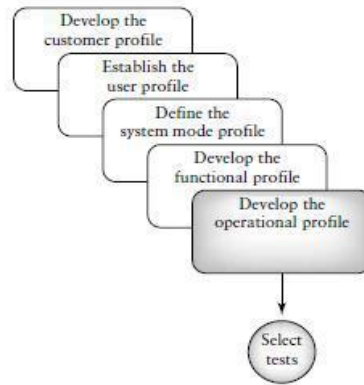 Develop the
customer profile
Establish the
user profile
Define the
system mode profile
Develop the
functional profile
Develop the
operational profile
Select
tests